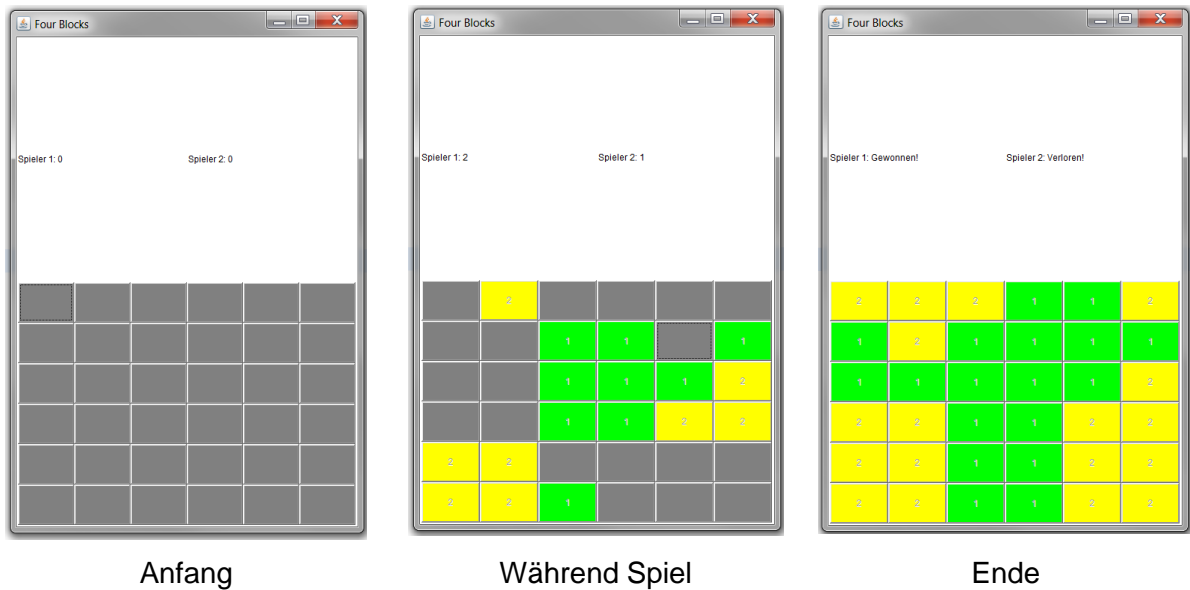 Four Blocks
Spieler 1: 0 Spieler 2: 0
Anfang
Four Blocks
Spieler 1: 2 Spieler 2: 1
2
1 1 1
1 1 1 2
1 1 2 2
2 2
2 2 1
Während Spiel
Four Blocks
Spieler 1: Gewonnen! Spieler 2: Verloren!
2 2 2 1 1 2
1 2 1 1 1 1
1 1 1 1 1 2
2 2 1 1 2 2
2 2 1 1 2 2
2 2 1 1 2 2
Ende